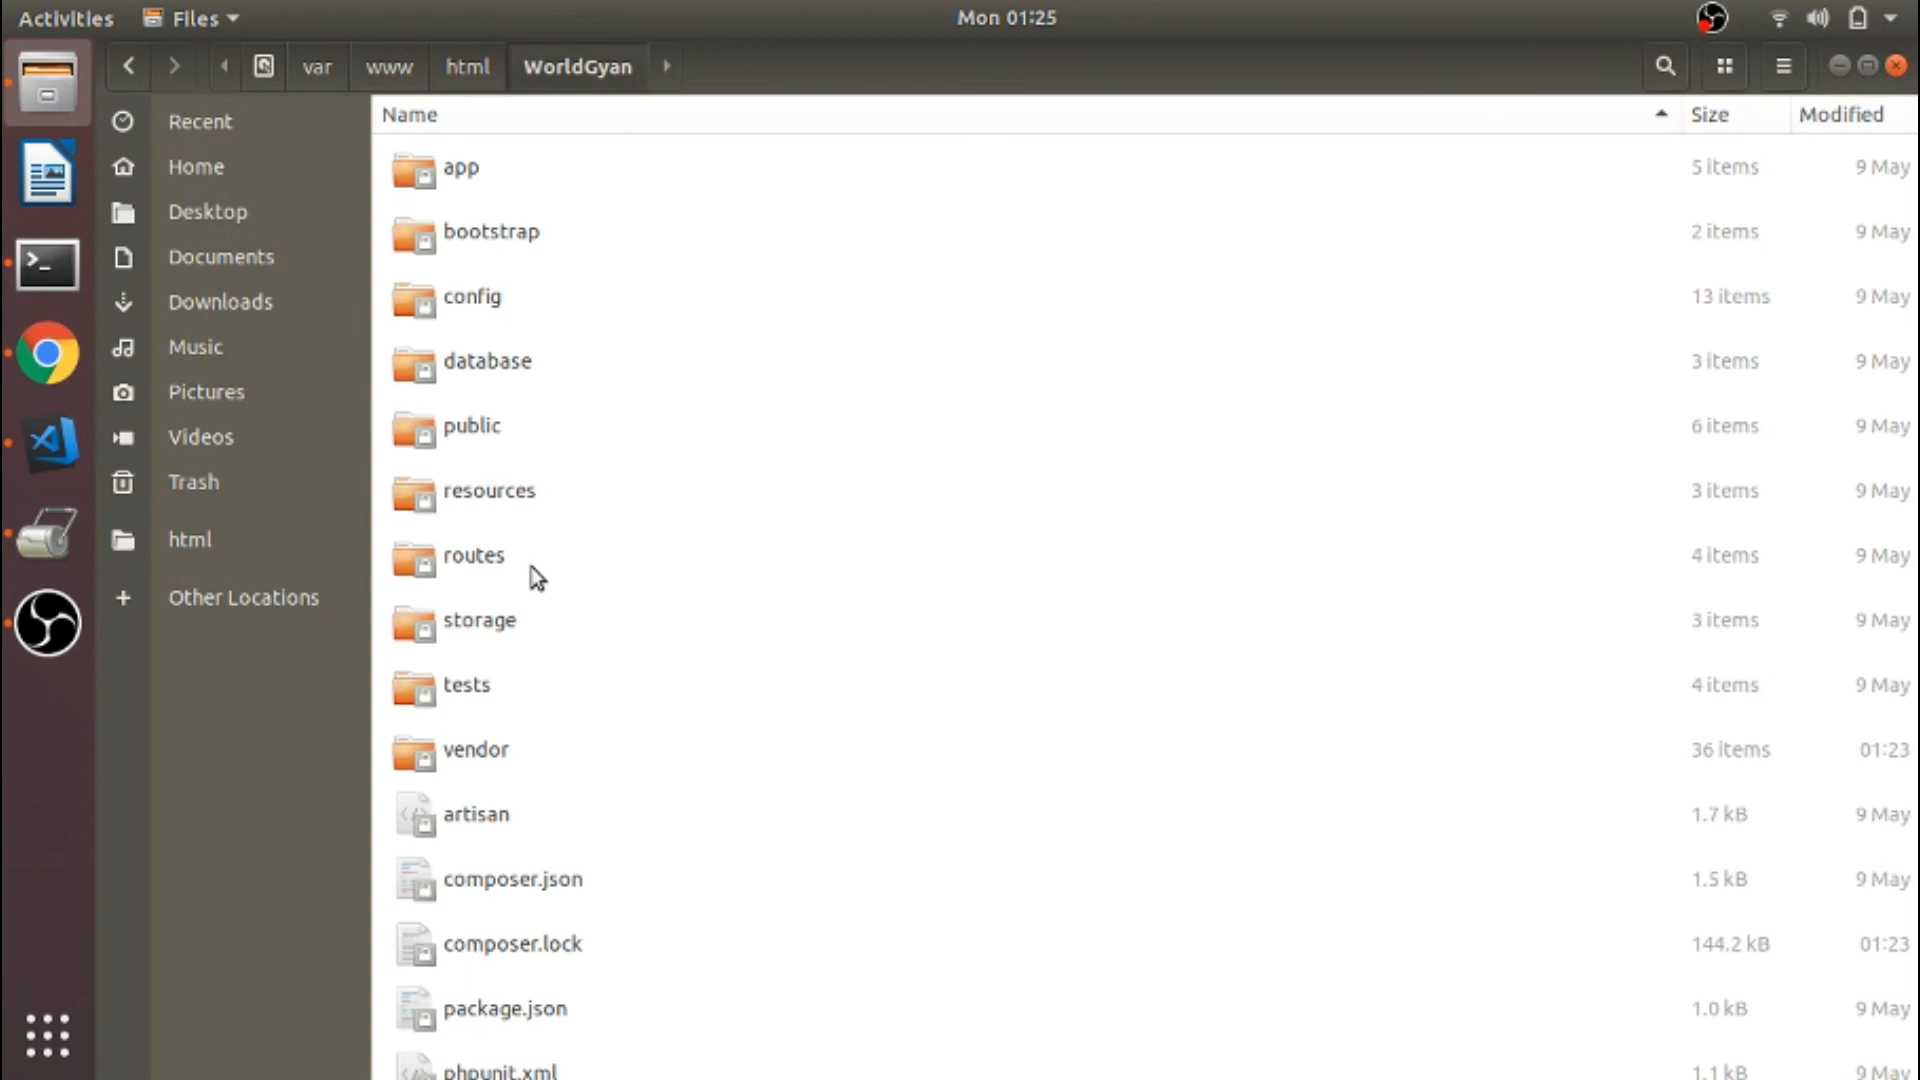 Activities Files Mon 01:25
var www html WorldGyan
Name Size Modified
Recent
Home
Desktop
Documents
Downloads
Music
Pictures
Videos
Trash
html
Other Locations
app 5 items 9 May
bootstrap 2 items 9 May
config 13 items 9 May
database 3 items 9 May
public 6 items 9 May
resources 3 items 9 May
routes 4 items 9 May
storage 3 items 9 May
tests 4 items 9 May
vendor 36 items 01:23
artisan 1.7 kB 9 May
composer.json 1.5 kB 9 May
composer.lock 144.2 kB 01:23
package.json 1.0 kB 9 May
phpunit.xml 1.1 kB 9 May